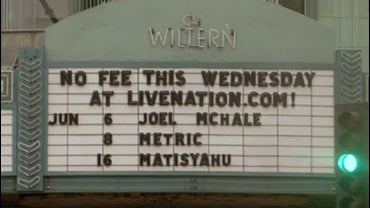 WILTERN
NO FEE THIS WEDNESDAY
AT LIVENATION.COM!
JUN 6 JOEL MCHALE
8 METRIC
16 MATISYAHU